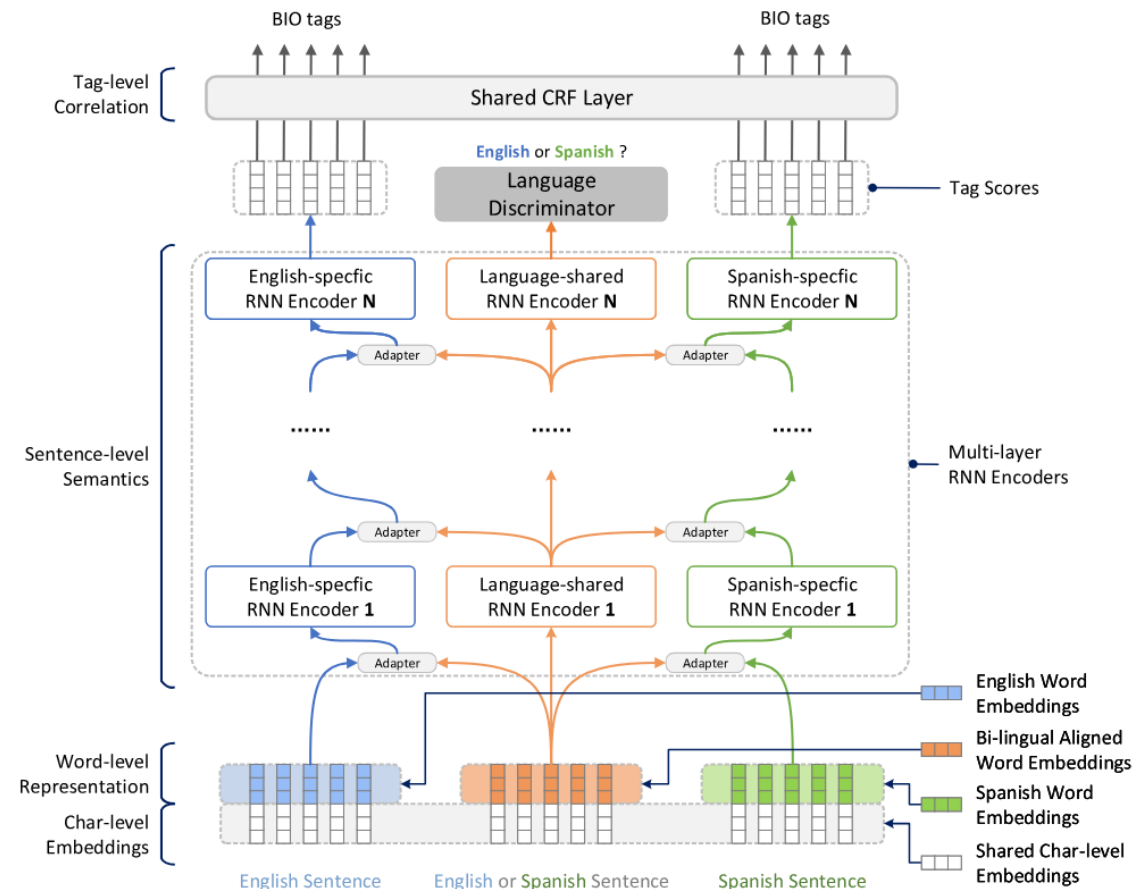 BIO tags
BIO tags
Tag-level
Correlation
Shared CRF Layer
English or Spanish ?
Language
Discriminator
Tag Scores
English-specfic
RNN Encoder N
Language-shared
RNN Encoder N
Spanish-specfic
RNN Encoder N
Adapter
Adapter
......
......
......
Sentence-level
Semantics
Multi-layer
RNN Encoders
Adapter
Adapter
English-specfic
RNN Encoder 1
Language-shared
RNN Encoder 1
Spanish-specfic
RNN Encoder 1
Adapter
Adapter
English Word
Embeddings
Bi-lingual Aligned
Word Embeddings
Word-level
Representation
Spanish Word
Embeddings
Char-level
Embeddings
Shared Char-level
Embeddings
English Sentence
English or Spanish Sentence
Spanish Sentence